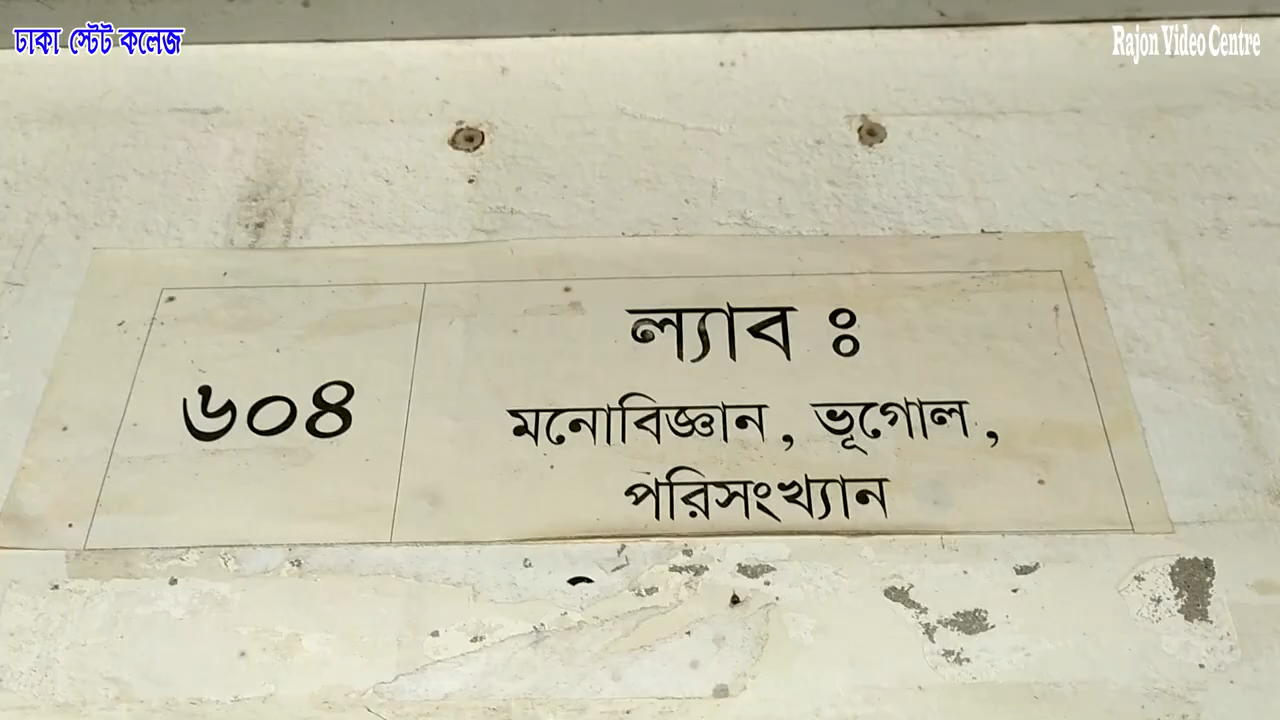 ঢাকা স্টেট কলেজ
Rajon Video Centre
৬০৪
ল্যাব ঃ
মনোবিজ্ঞান, ভূগোল,
পরিসংখ্যান